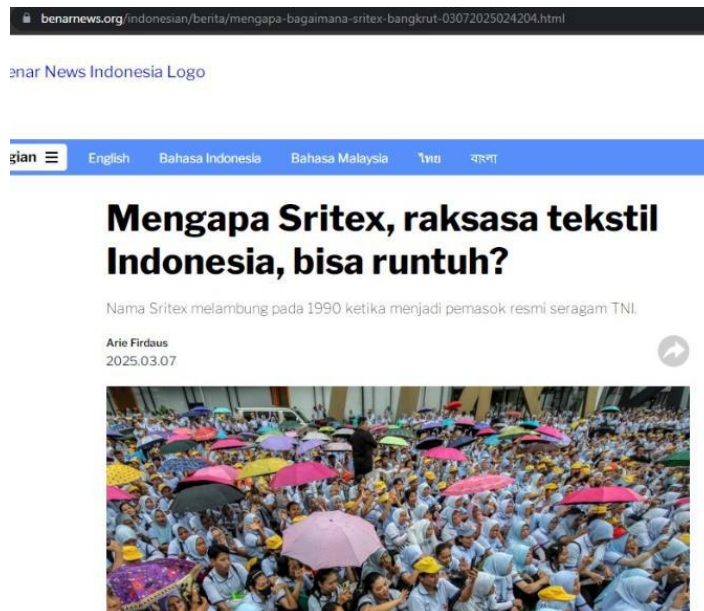 benarnews.org/indonesian/berita/mengapa-bagaimana-sritex-bangkrut-03072025024204.html
enar News Indonesia Logo
gian ☰ English Bahasa Indonesia Bahasa Malaysia ไทย বাংলা
Mengapa Sritex, raksasa tekstil
Indonesia, bisa runtuh?
Nama Sritex melambung pada 1990 ketika menjadi pemasok resmi seragam TNI.
Arie Firdaus
2025.03.07